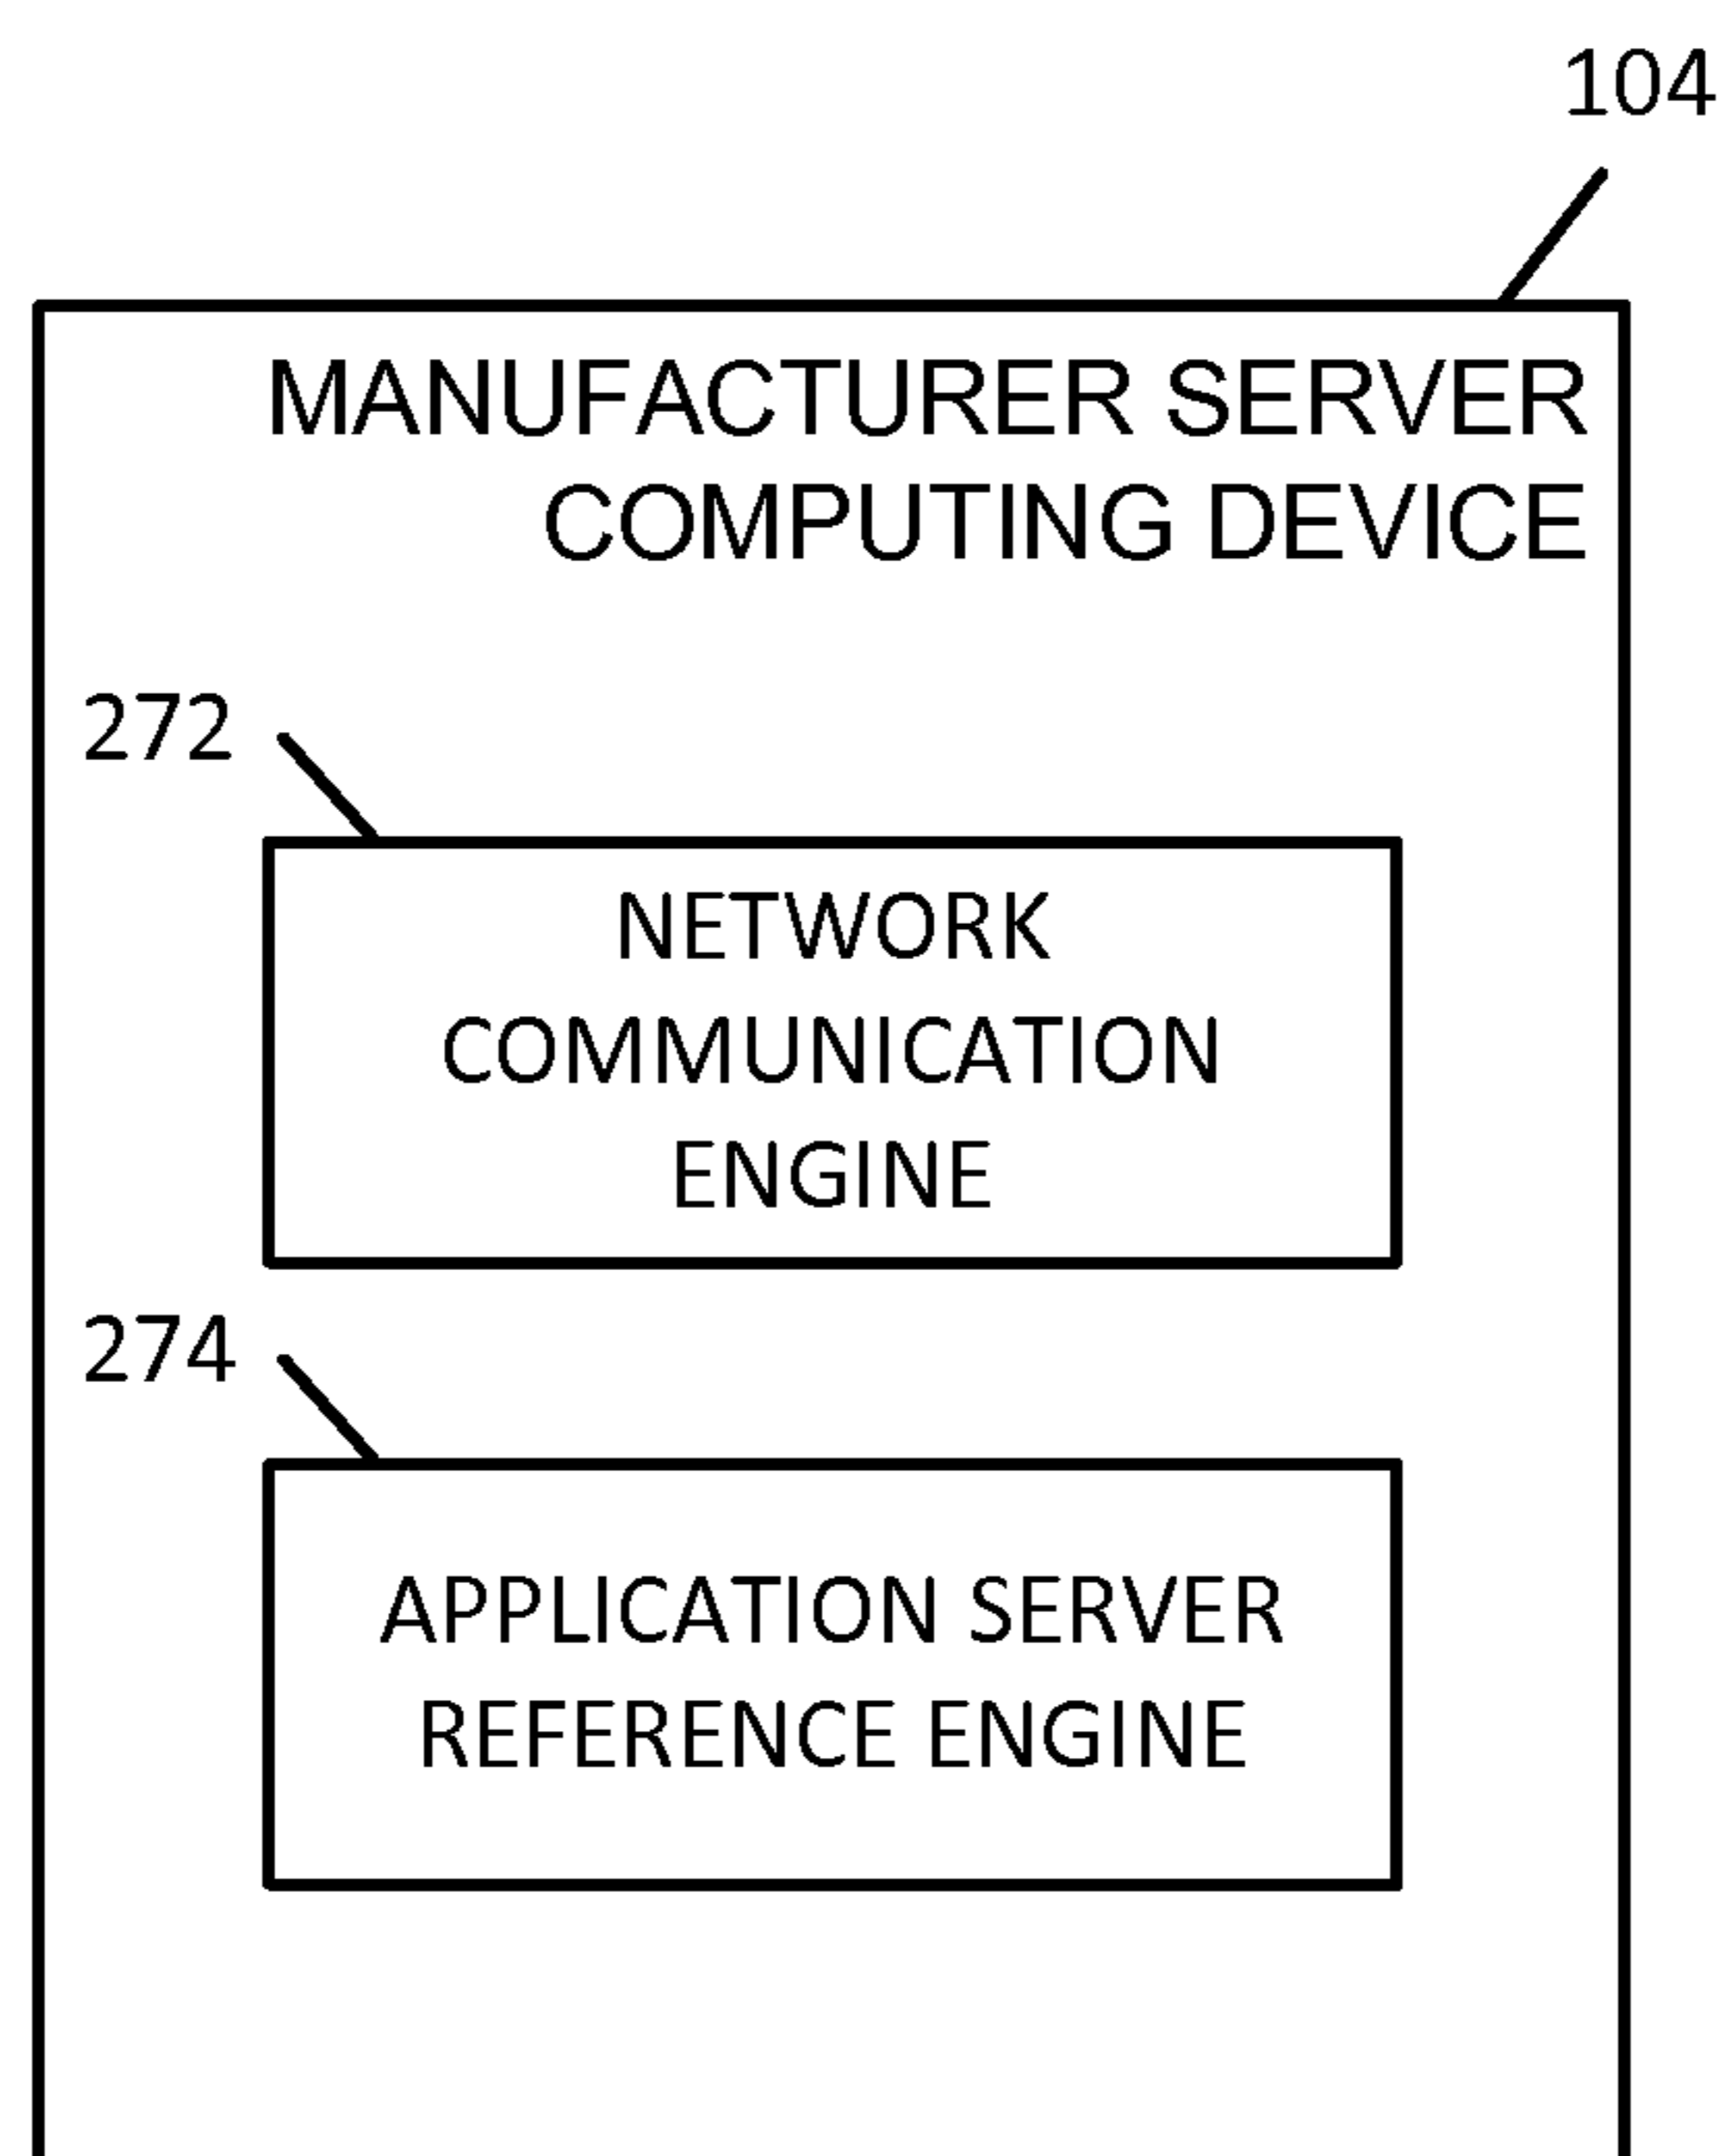 104
MANUFACTURER SERVER
COMPUTING DEVICE
272
NETWORK
COMMUNICATION
ENGINE
274
APPLICATION SERVER
REFERENCE ENGINE